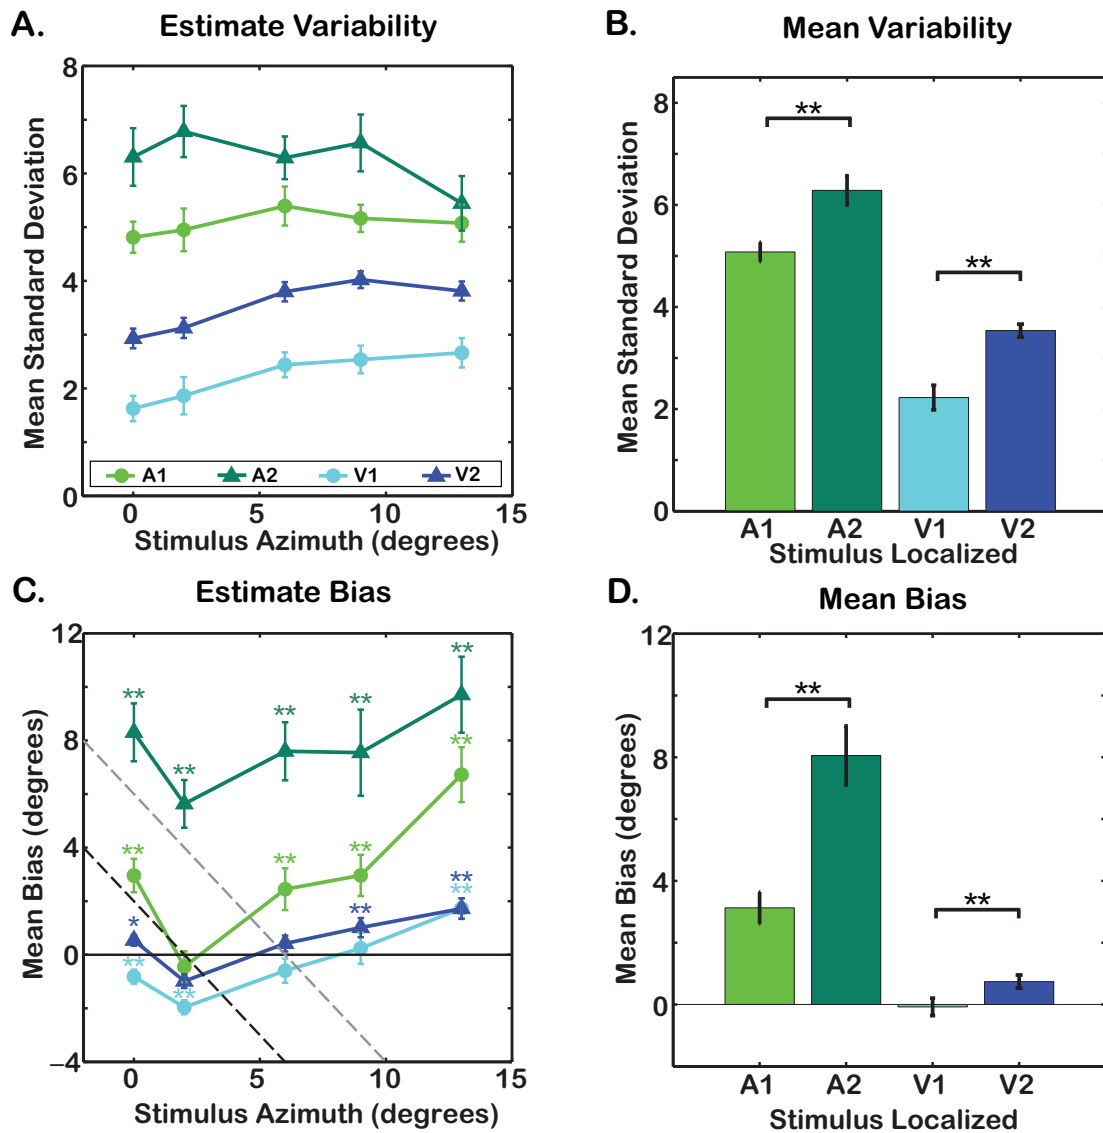 A. Estimate Variability
8
6
4
2
0
Mean Standard Deviation
A1 A2 V1 V2
0 5 10 15
Stimulus Azimuth (degrees)
B. Mean Variability
8
6
4
2
0
Mean Standard Deviation
**
**
A1 A2 V1 V2
Stimulus Localized
C. Estimate Bias
12
8
4
0
−4
Mean Bias (degrees)
**
**
**
**
**
**
**
**
**
*
**
**
**
**
**
0 5 10 15
Stimulus Azimuth (degrees)
D. Mean Bias
12
8
4
0
Mean Bias (degrees)
**
**
A1 A2 V1 V2
Stimulus Localized